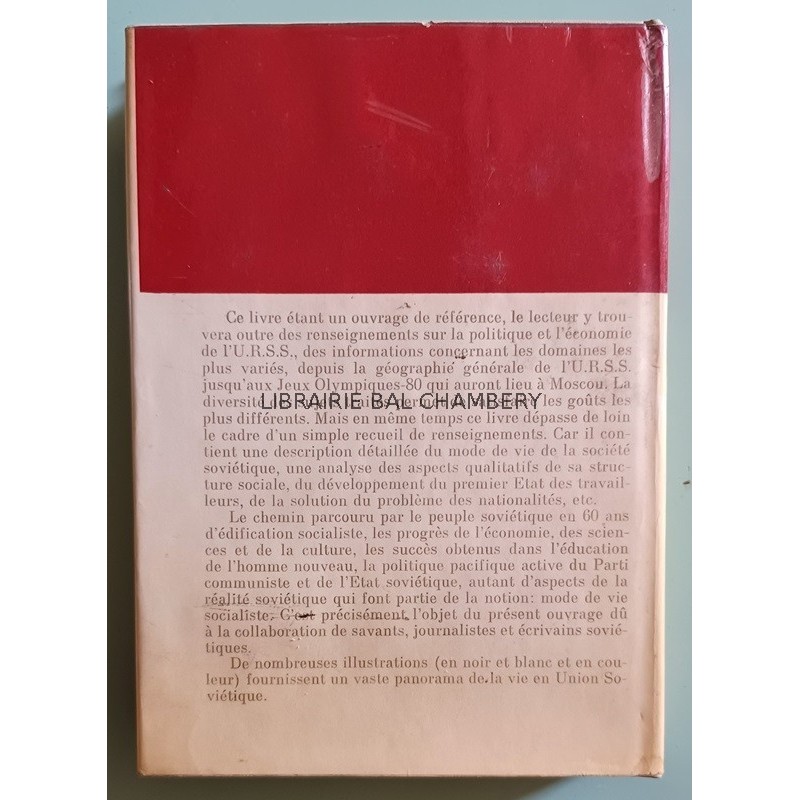 Ce livre étant un ouvrage de référence, le lecteur y trou-
vera outre des renseignements sur la politique et l'économie
de l'U.R.S.S., des informations concernant les domaines les
plus variés, depuis la géographie générale de l'U.R.S.S.
jusqu'aux Jeux Olympiques-80 qui auront lieu à Moscou. La
diversité les goûts les
LIBRAIRIE BAL CHAMBERY
plus différents. Mais en même temps ce livre dépasse de loin
le cadre d'un simple recueil de renseignements. Car il con-
tient une description détaillée du mode de vie de la société
soviétique, une analyse des aspects qualitatifs de sa struc-
ture sociale, du développement du premier Etat des travail-
leurs, de la solution du problème des nationalités, etc.
Le chemin parcouru par le peuple soviétique en 60 ans
d'édification socialiste, les progrès de l'économie, des scien-
ces et de la culture, les succès obtenus dans l'éducation
de l'homme nouveau, la politique pacifique active du Parti
communiste et de l'Etat soviétique, autant d'aspects de la
réalité soviétique qui font partie de la notion: mode de vie
socialiste. C'est précisément l'objet du présent ouvrage dû
à la collaboration de savants, journalistes et écrivains sovié-
tiques.
De nombreuses illustrations (en noir et blanc et en cou-
leur) fournissent un vaste panorama de la vie en Union So-
viétique.